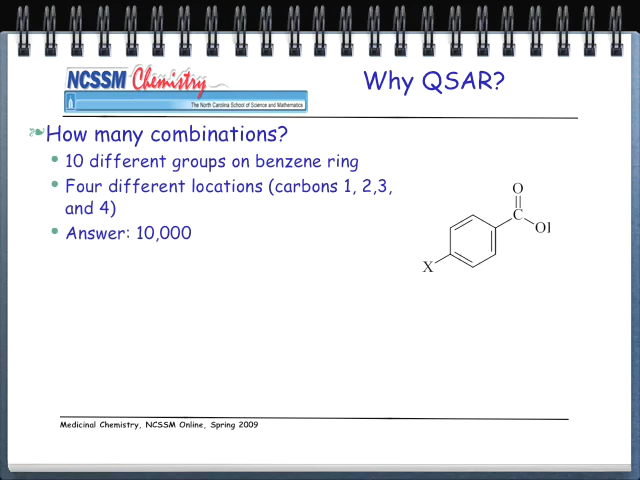 NCSSM Chemistry
The North Carolina School of Science and Mathematics
Why QSAR?
How many combinations?
10 different groups on benzene ring
Four different locations (carbons 1, 2,3,
and 4)
Answer: 10,000
O
C
OI
X
Medicinal Chemistry, NCSSM Online, Spring 2009